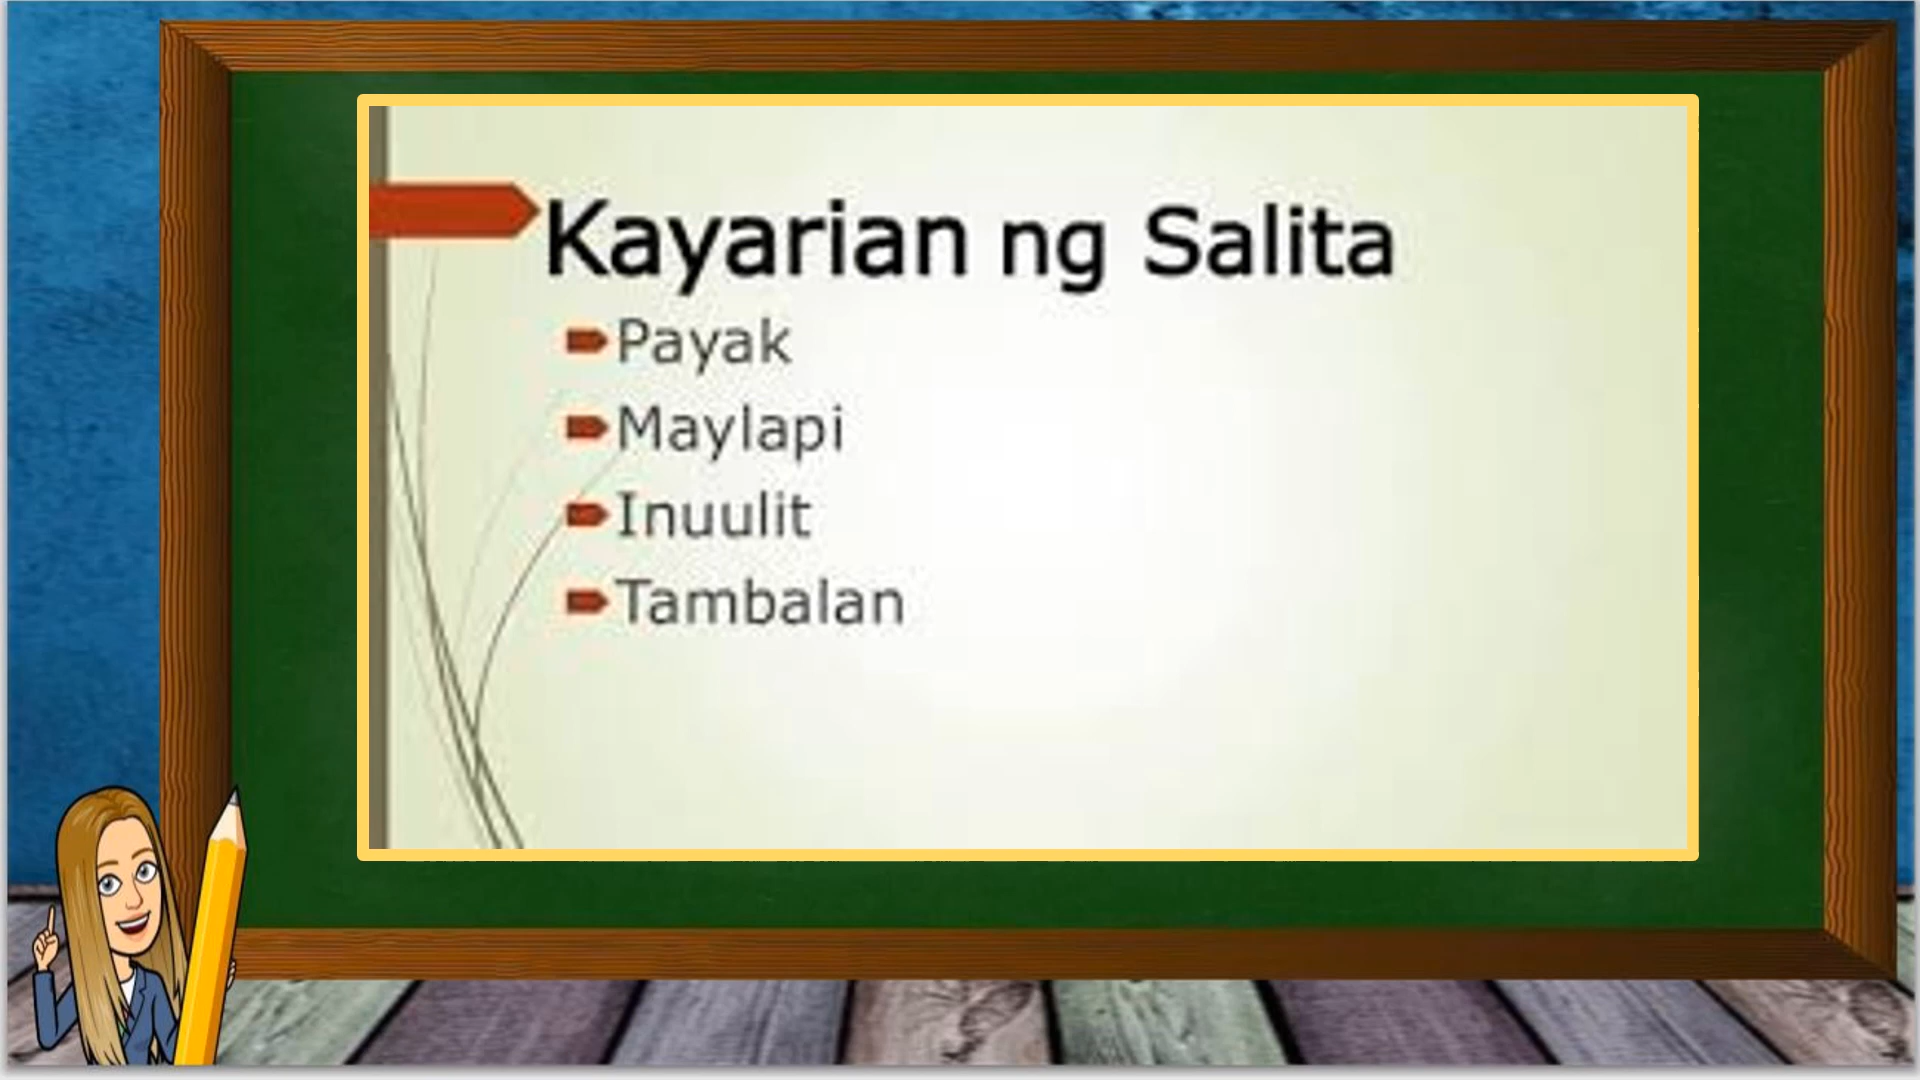 Kayarian ng Salita
Payak
Maylapi
Inuulit
Tambalan